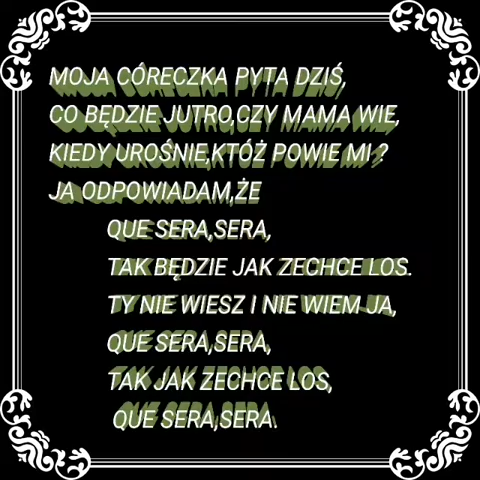 MOJA CÓRECZKA PYTA DZIŚ,
CO BĘDZIE JUTRO,CZY MAMA WIE,
KIEDY UROŚNIE,KTÓŻ POWIE MI ?
JA ODPOWIADAM,ŻE
QUE SERA,SERA,
TAK BĘDZIE JAK ZECHCE LOS.
TY NIE WIESZ I NIE WIEM JA,
QUE SERA,SERA,
TAK JAK ZECHCE LOS,
QUE SERA,SERA.